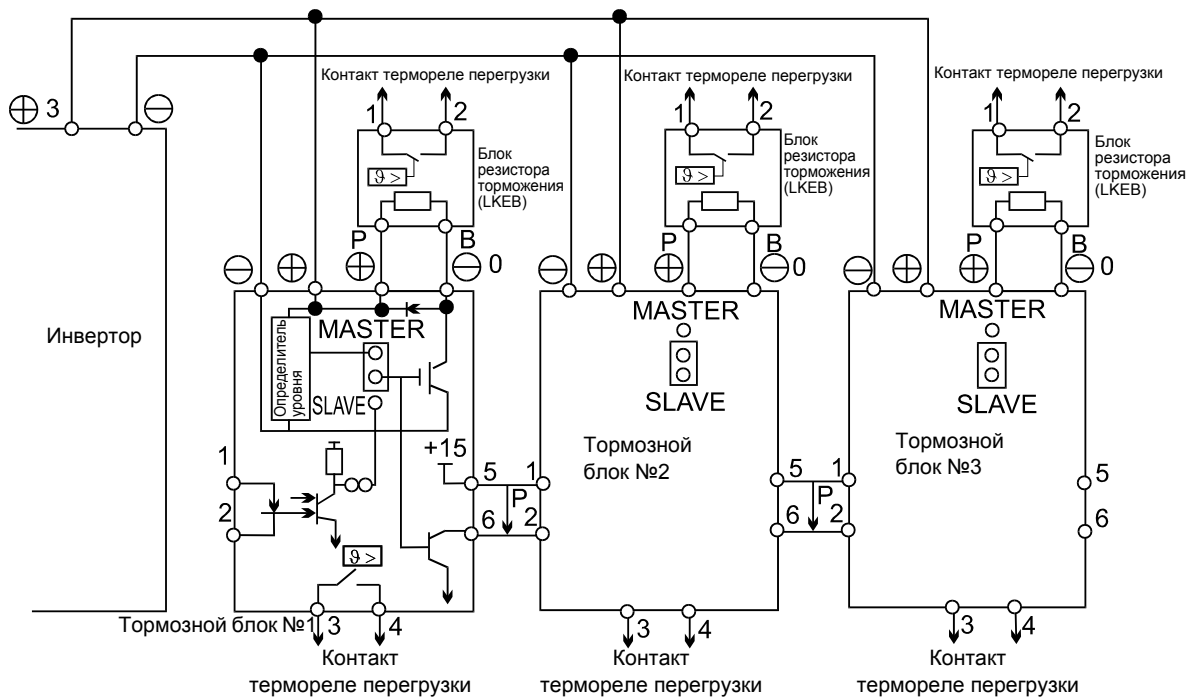 Контакт термореле перегрузки
Контакт термореле перегрузки
Контакт термореле перегрузки
⊕ 3 ⊖
1 2
1 2
1 2
Блок
резистора
торможения
(LKEB)
Блок
резистора
торможения
(LKEB)
Блок
резистора
торможения
(LKEB)
ϑ >
ϑ >
ϑ >
P B
P B
P B
⊖ ⊕ ⊕ ⊖ 0
⊖ ⊕ ⊕ ⊖ 0
⊖ ⊕ ⊕ ⊖ 0
Инвертор
MASTER
Определитель
уровня
SLAVE
MASTER
SLAVE
MASTER
SLAVE
Тормозной
блок №2
Тормозной
блок №3
+15
1
2
5
6
P
1
2
5
6
P
1
2
5
6
ϑ >
Тормозной блок №1
3 4
3 4
3 4
Контакт
термореле перегрузки
Контакт
термореле перегрузки
Контакт
термореле перегрузки